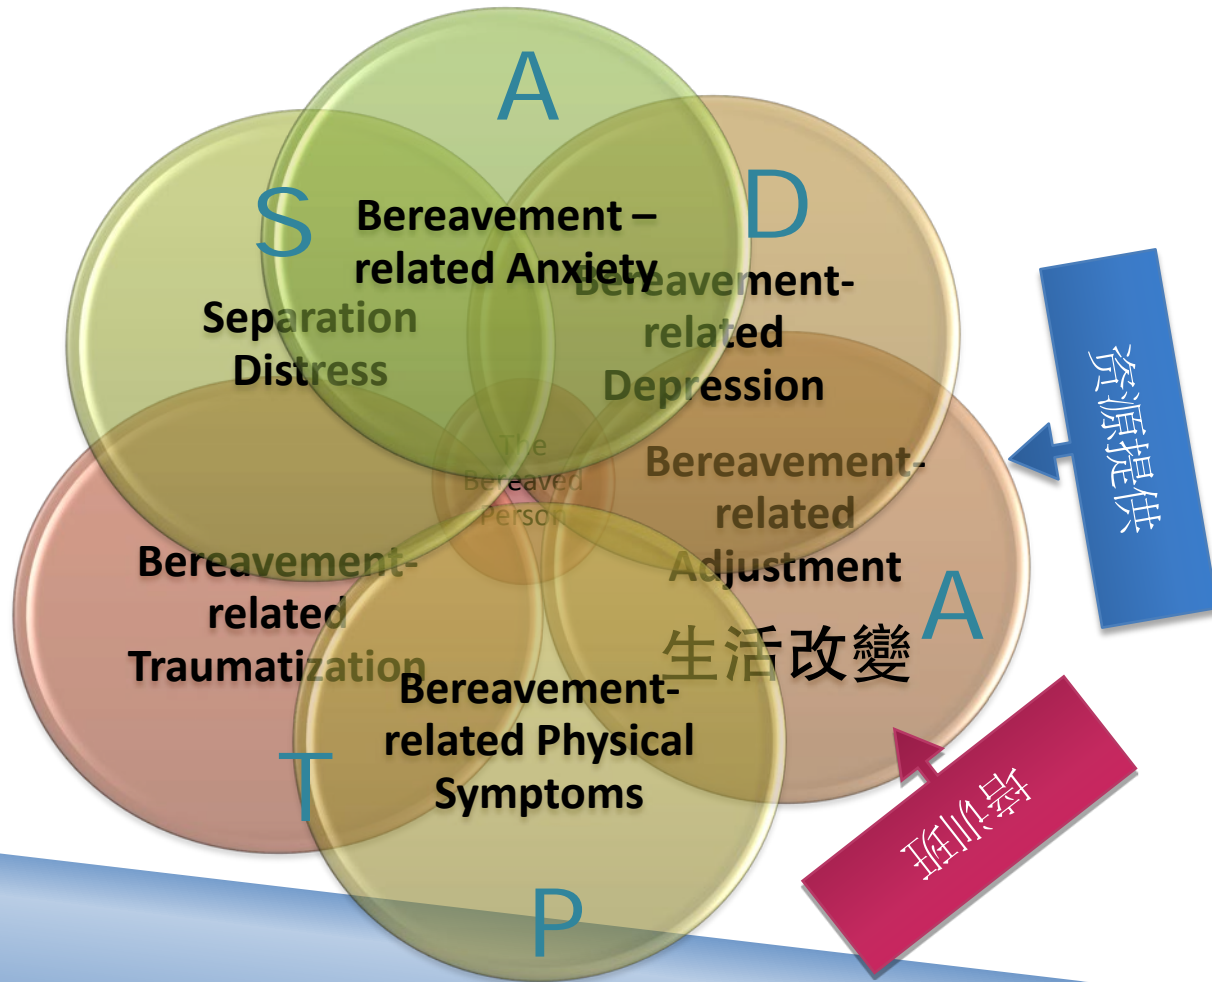 A
Bereavement –
related Anxiety
D
Bereavement-
related
Depression
S
Separation
Distress
The
Bereaved
Person
Bereavement-
related
Adjustment
生活改變
A
Bereavement-
related
Traumatization
T
Bereavement-
related Physical
Symptoms
P
资源提供
培训班